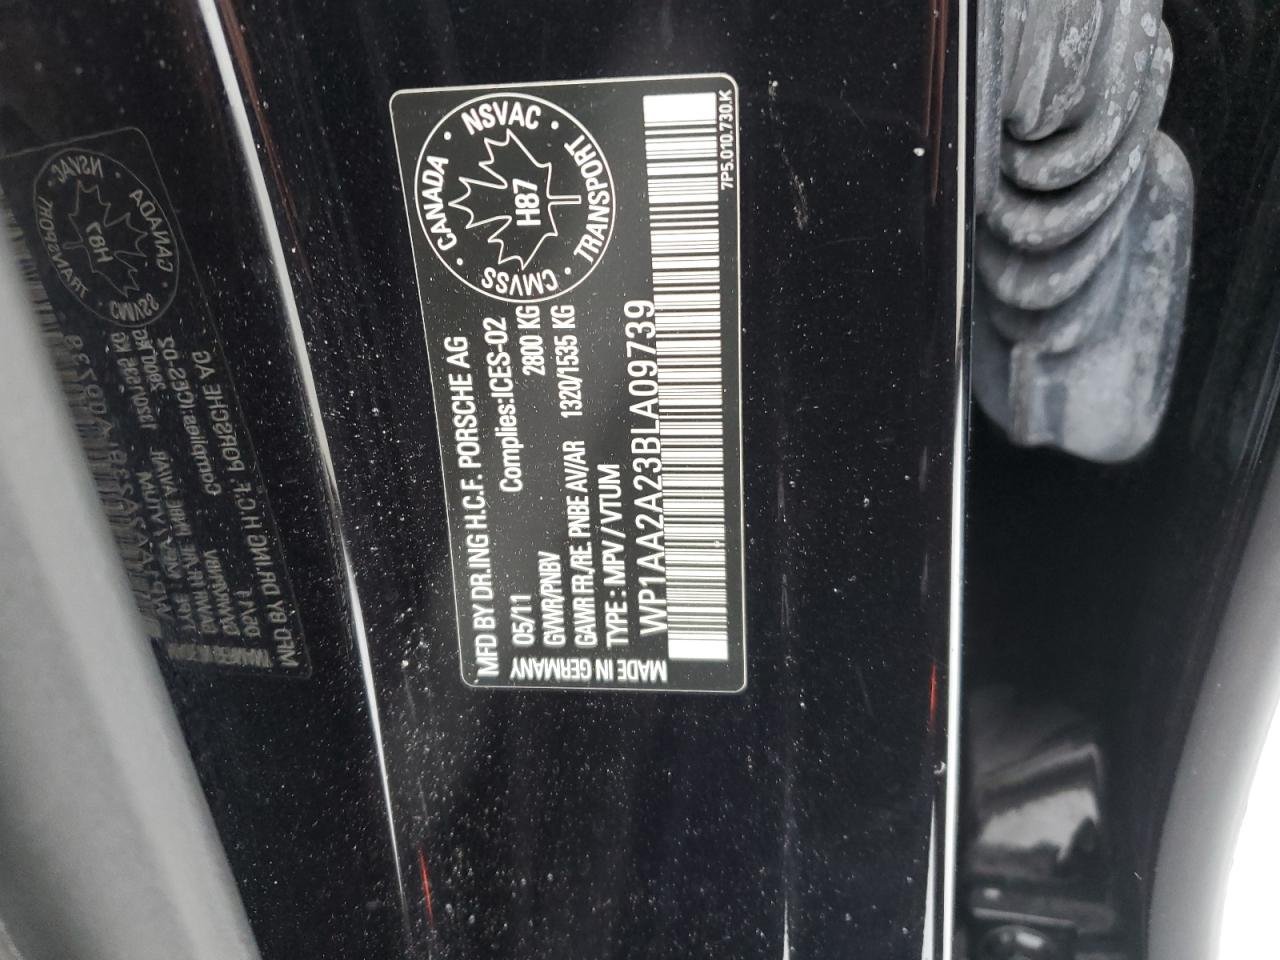 MFD BY DR.ING H.C.F. PORSCHE AG
05/11 Complies:ICES-02
GVWR/PNBV 2800 KG
GAWR FR./RE. PNBE AV/AR 1320/1535 KG
TYPE : MPV / VTUM
WP1AA2A23BLA09739
MADE IN GERMANY
7P5.010.730.K
CANADA · NSVAC · TRANSPORT · CMVSS ·
H87